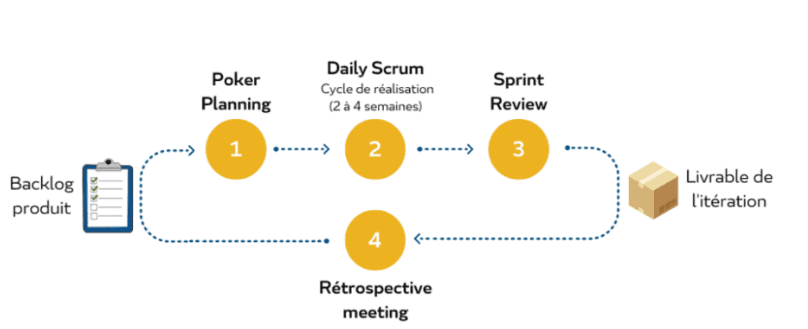 Poker
Planning
Daily Scrum
Cycle de réalisation
(2 à 4 semaines)
Sprint
Review
1
2
3
Backlog
produit
Livrable de
l'itération
4
Rétrospective
meeting